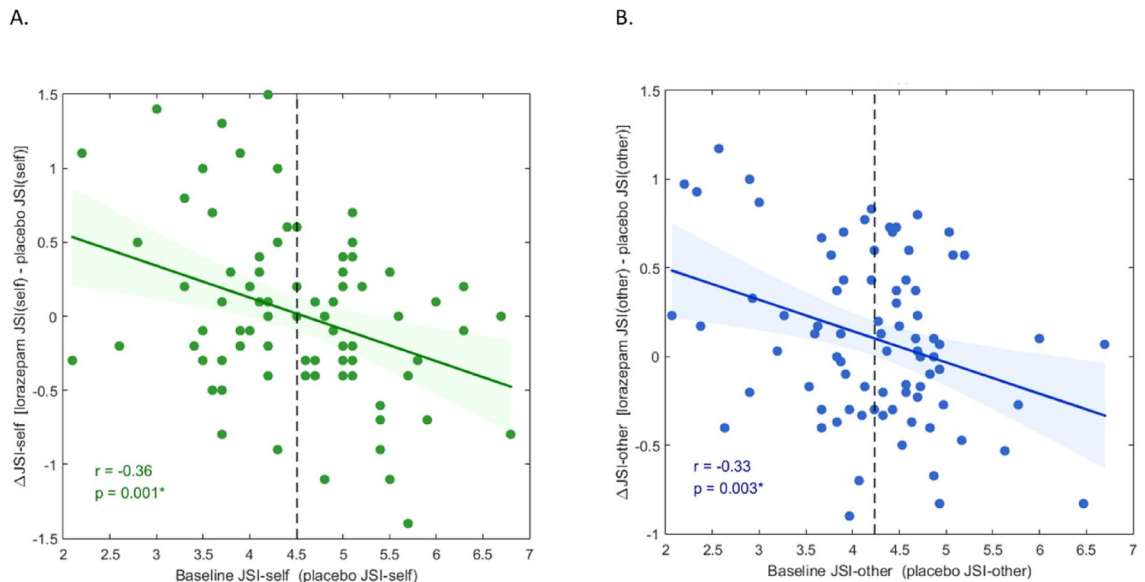 A.
△JSI-self [lorazepam JSI(self) - placebo JSI(self)]
1.5
1
0.5
0
-0.5
-1
-1.5
r = -0.36
p = 0.001*
2 2.5 3 3.5 4 4.5 5 5.5 6 6.5 7
Baseline JSI-self (placebo JSI-self)
B.
△JSI-other [lorazepam JSI(other) - placebo JSI(other)]
1.5
1
0.5
0
-0.5
-1
r = -0.33
p = 0.003*
2 2.5 3 3.5 4 4.5 5 5.5 6 6.5 7
Baseline JSI-other (placebo JSI-other)